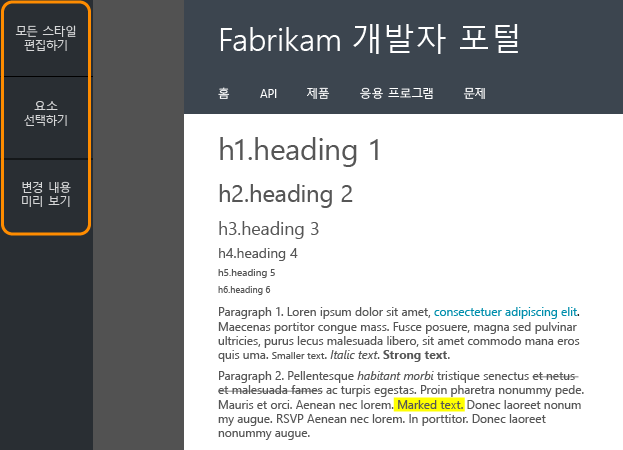 모든 스타일
편집하기
요소
선택하기
변경 내용
미리 보기
Fabrikam 개발자 포털
홈 API 제품 응용 프로그램 문제
h1.heading 1
h2.heading 2
h3.heading 3
h4.heading 4
h5.heading 5
h6.heading 6
Paragraph 1. Loren ipsum dolor sit amet, consectetuer adipiscing elit.
Maecenas portitor congue mass. Fusce posuere, magna sed pulvinar
ultricies, purus lecus malesuada libero, sit amet commodo mana eros
quis uma. Smaller text. Italic text. Strong text.
Paragraph 2. Pellentesque habitant morbi tristique senectus et netus
et malesuada fames ac turpis egestas. Proin pharetra nonummy pede.
Mauris et orci. Aenean nec lorem. Marked text. Donec laoreet nonum
my augue. RSVP Aenean nec lorem. In porttitor. Donec laoreet
nonummy augue.